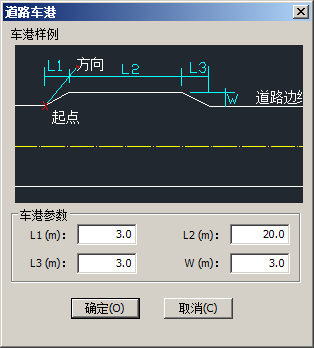 道路车港
车港样例
L1
方向
L2
L3
W
道路边
起点
车港参数
L1 (m): 3.0
L2 (m): 20.0
L3 (m): 3.0
W (m): 3.0
确定(O)
取消(C)